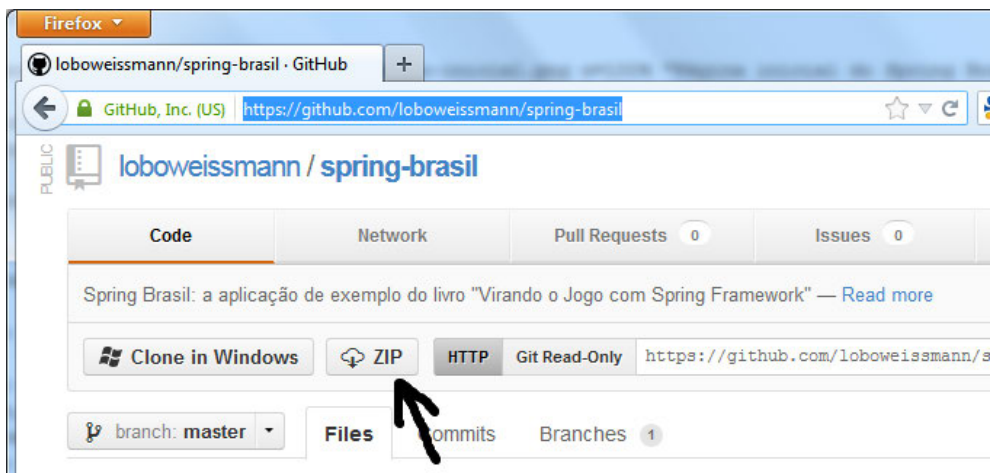 Firefox
loboweissmann/spring-brasil · GitHub
+
GitHub, Inc. (US) https://github.com/loboweissmann/spring-brasil
PUBLIC
loboweissmann / spring-brasil
Code Network Pull Requests 0 Issues 0
Spring Brasil: a aplicação de exemplo do livro "Virando o Jogo com Spring Framework" — Read more
Clone in Windows ZIP HTTP Git Read-Only https://github.com/loboweissmann/s
branch: master Files Commits Branches 1